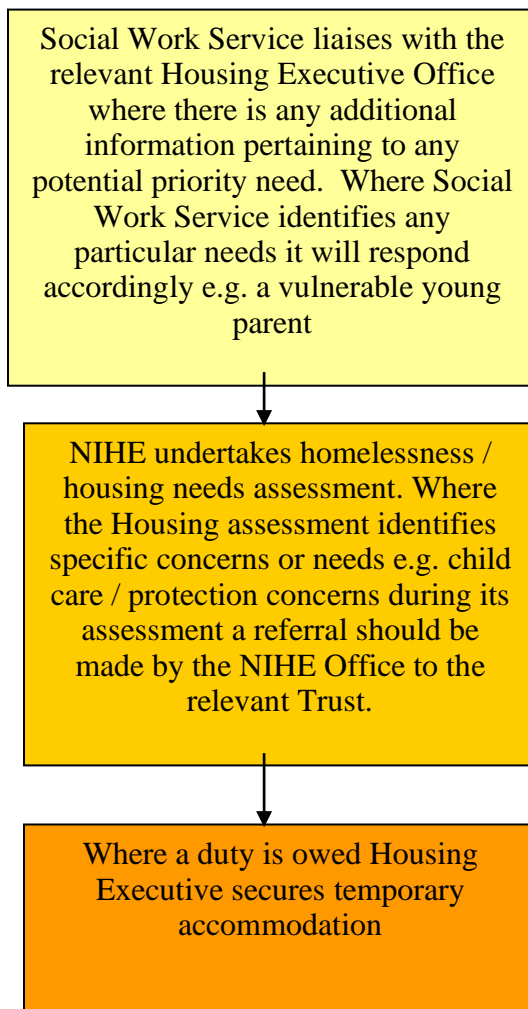 Social Work Service liaises with the
relevant Housing Executive Office
where there is any additional
information pertaining to any
potential priority need.  Where Social
Work Service identifies any
particular needs it will respond
accordingly e.g. a vulnerable young
parent
NIHE undertakes homelessness /
housing needs assessment. Where
the Housing assessment identifies
specific concerns or needs e.g. child
care / protection concerns during its
assessment a referral should be
made by the NIHE Office to the
relevant Trust.
Where a duty is owed Housing
Executive secures temporary
accommodation